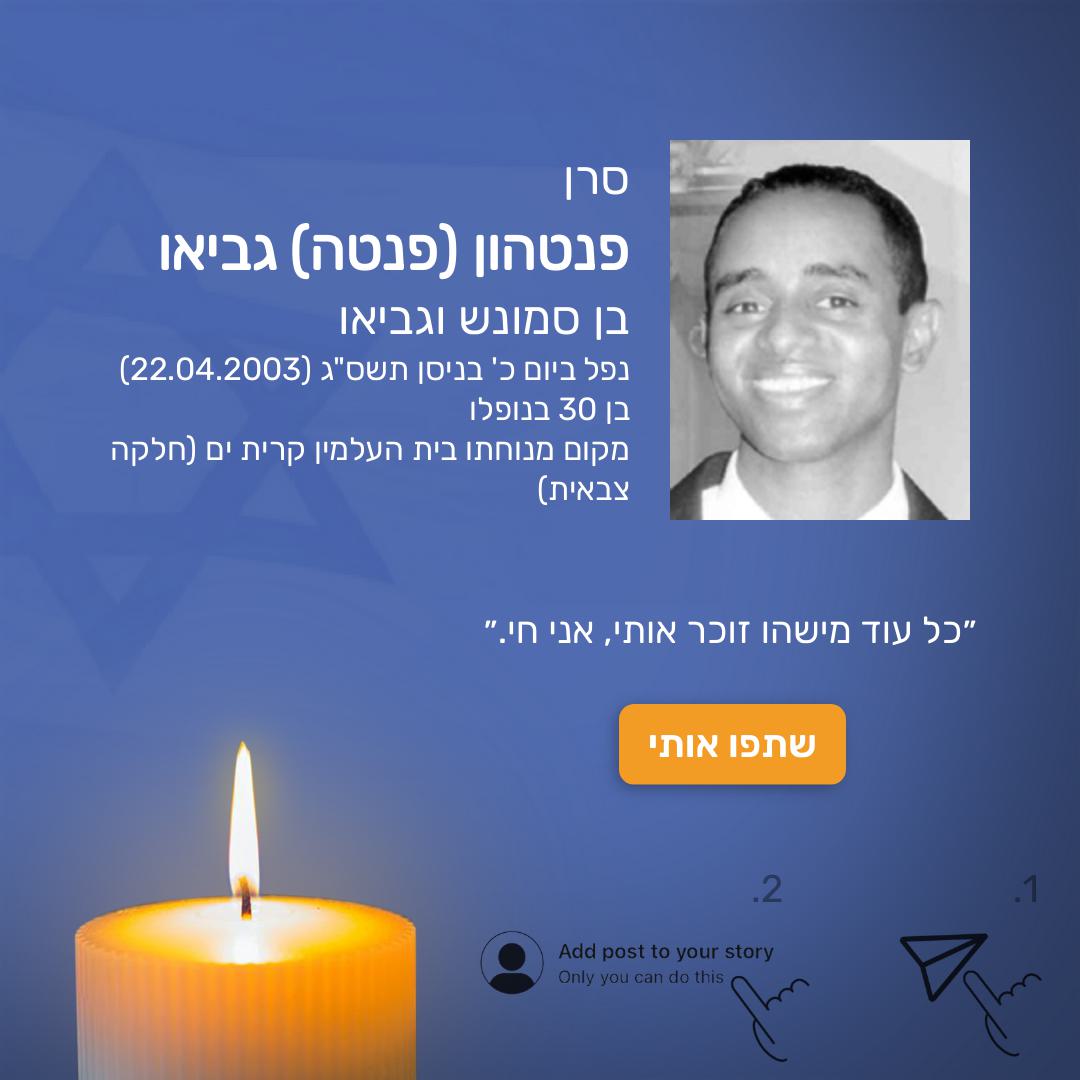 סרן
פנטהון (פנטה) גביאו
בן סמונש וגביאו
נפל ביום כ' בניסן תשס"ג (22.04.2003)
בן 30 בנופלו
מקום מנוחתו בית העלמין קרית ים (חלקה
צבאית)
״כל עוד מישהו זוכר אותי, אני חי.״
שתפו אותי
1.
2.
Add post to your story
Only you can do this